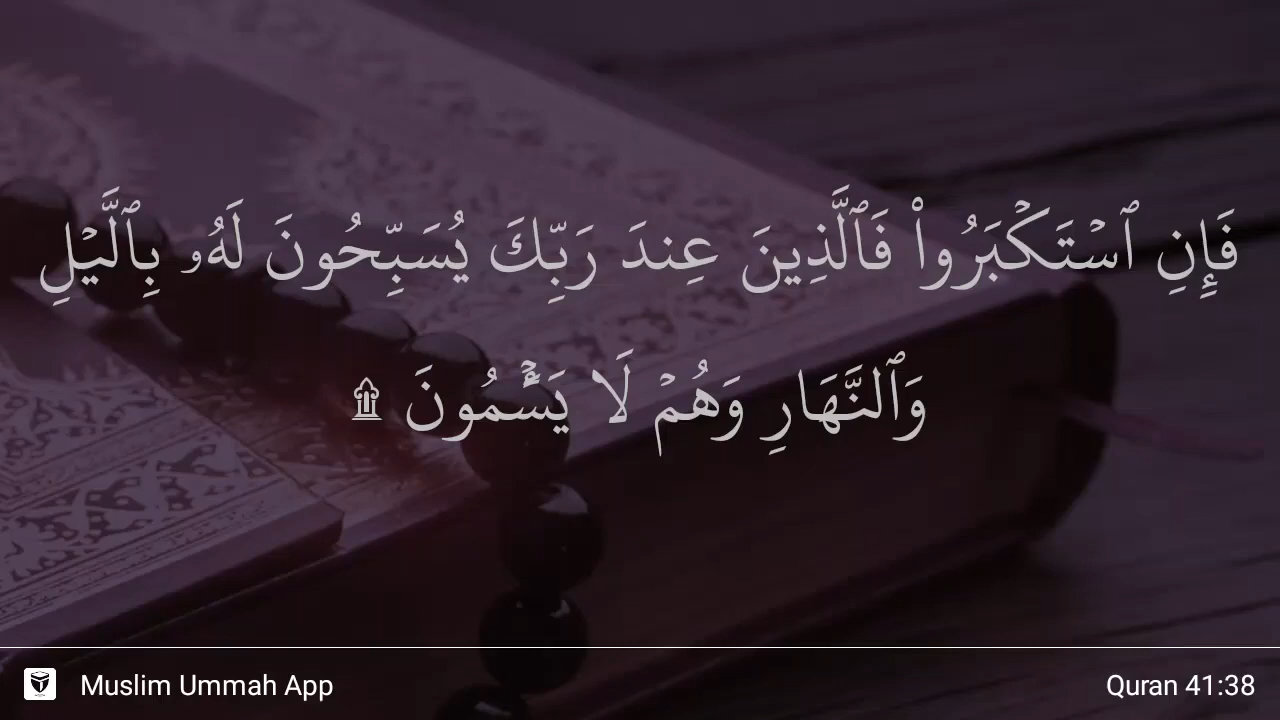 فَإِنِ ٱسْتَكْبَرُوا۟ فَٱلَّذِينَ عِندَ رَبِّكَ يُسَبِّحُونَ لَهُۥ بِٱلَّيْلِ
وَٱلنَّهَارِ وَهُمْ لَا يَسْـَٔمُونَ ۩
Muslim Ummah App
Quran 41:38